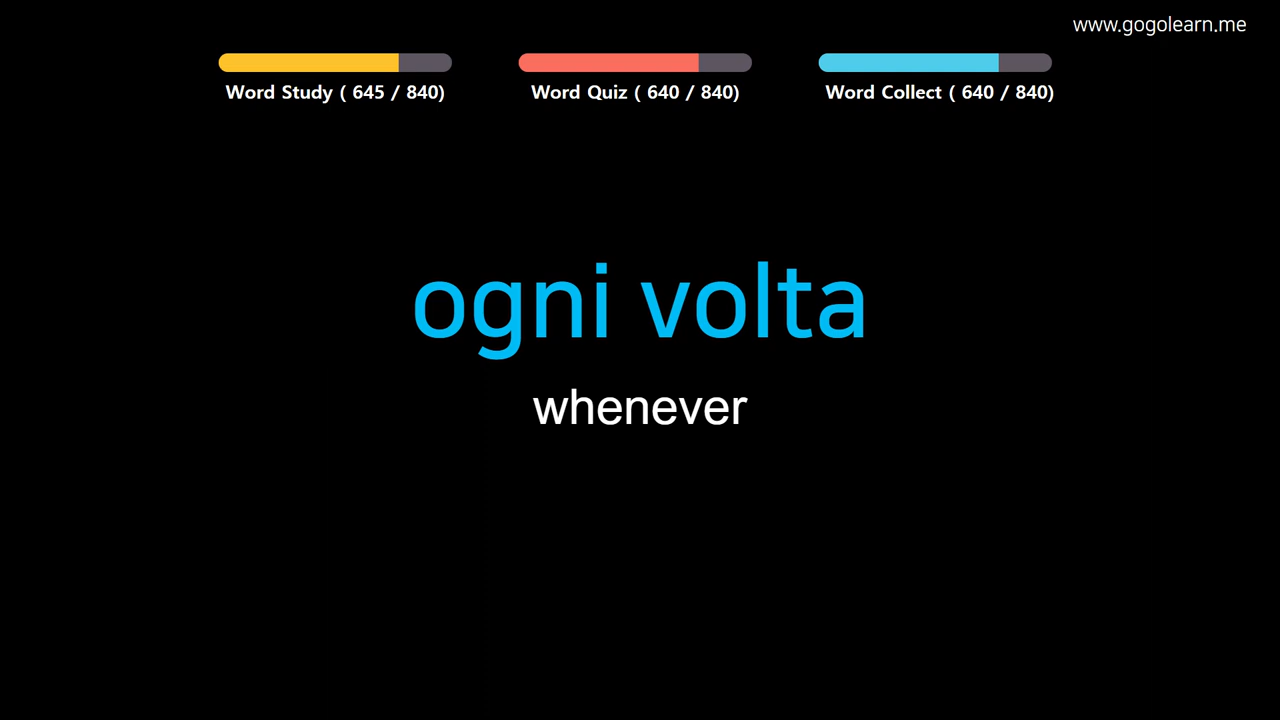 www.gogolearn.me
Word Study ( 645 / 840)
Word Quiz ( 640 / 840)
Word Collect ( 640 / 840)
ogni volta
whenever